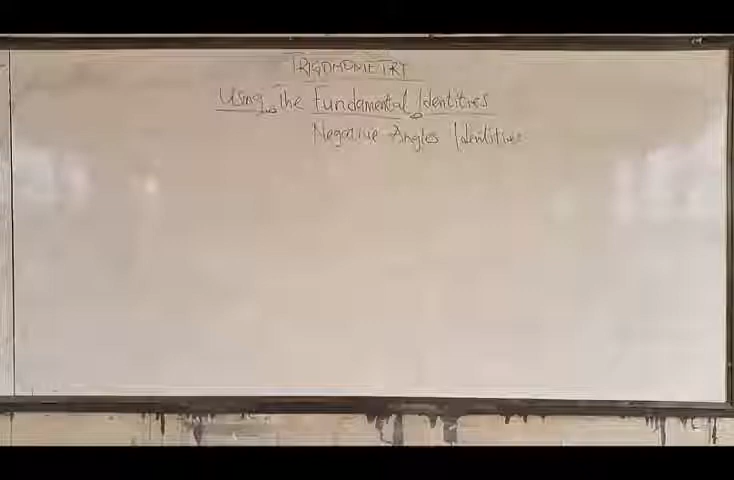 TRIGONOMETRY
Using the Fundamental Identities
Negative Angles Identities